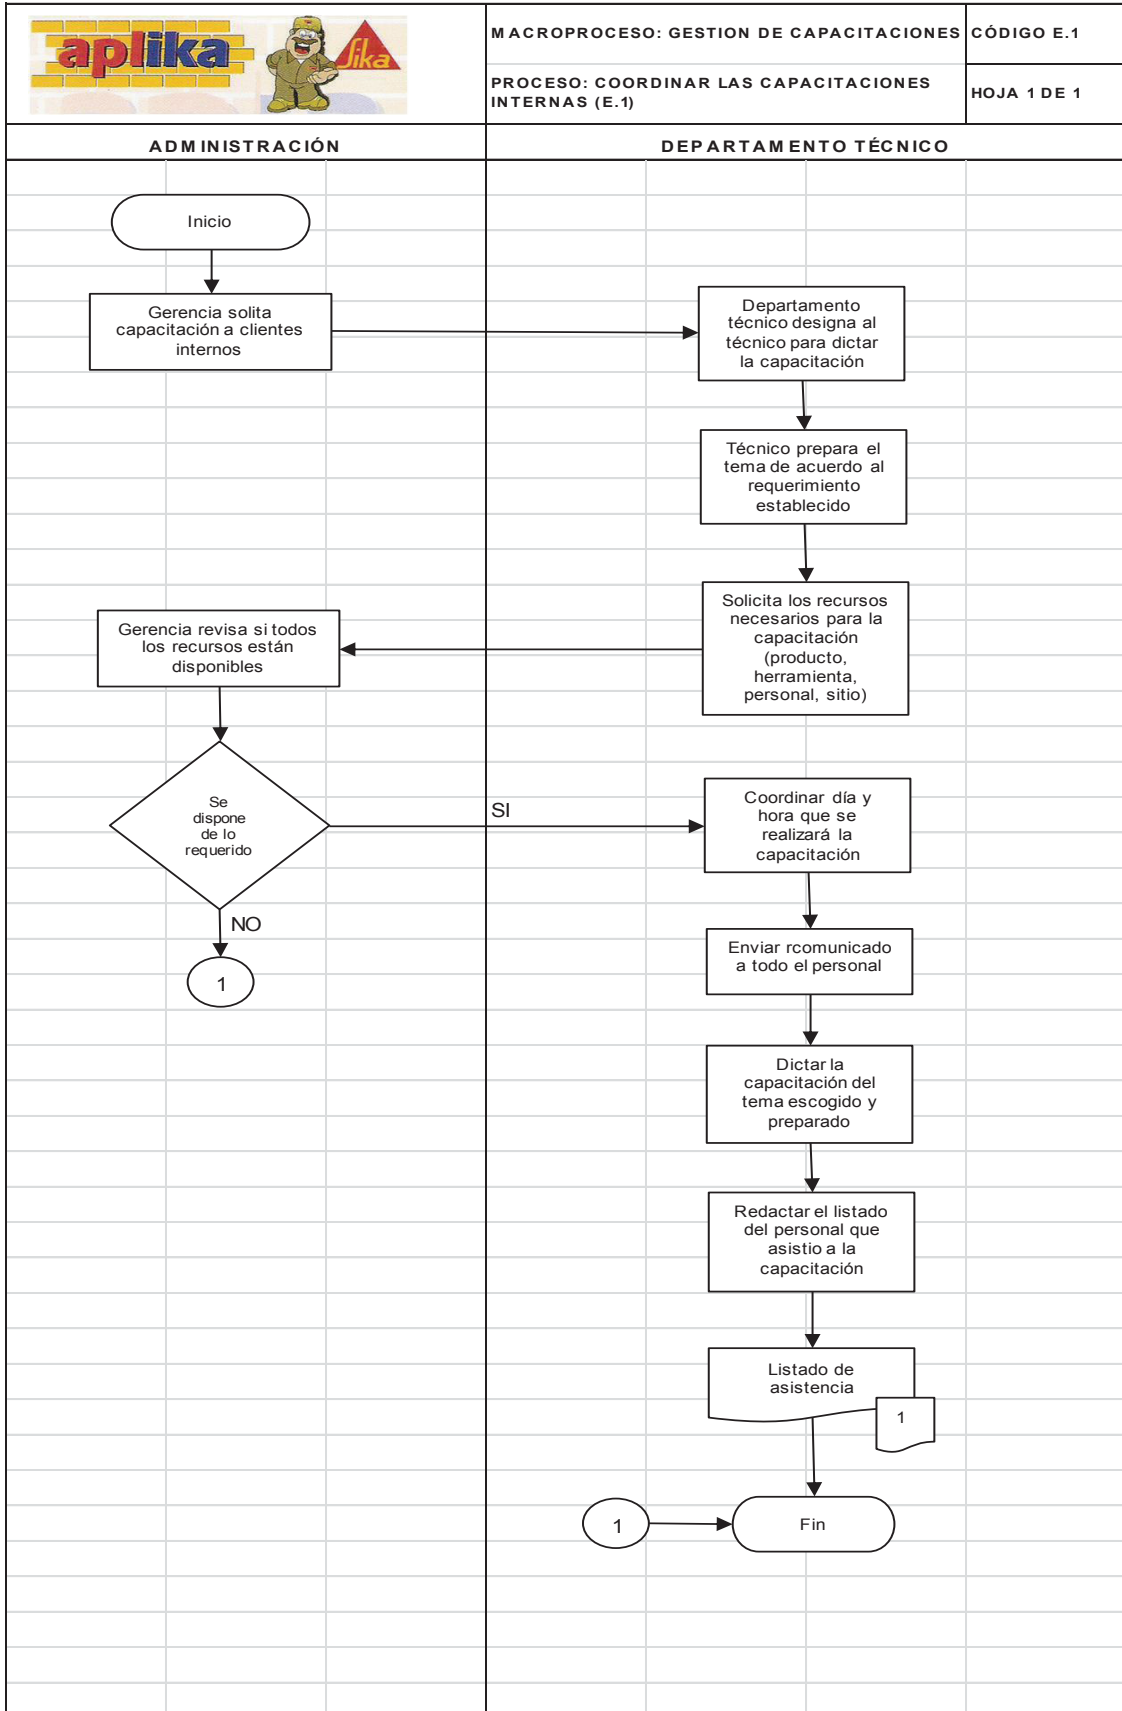 aplika
Sika
MACROPROCESO: GESTION DE CAPACITACIONES
CÓDIGO E.1
PROCESO: COORDINAR LAS CAPACITACIONES
INTERNAS (E.1)
HOJA 1 DE 1
ADMINISTRACIÓN
DEPARTAMENTO TÉCNICO
Inicio
Gerencia solita
capacitación a clientes
internos
Departamento
técnico designa al
técnico para dictar
la capacitación
Técnico prepara el
tema de acuerdo al
requerimiento
establecido
Solicita los recursos
necesarios para la
capacitación
(producto,
herramienta,
personal, sitio)
Gerencia revisa si todos
los recursos están
disponibles
Se
dispone
de lo
requerido
SI
NO
1
Coordinar día y
hora que se
realizará la
capacitación
Enviar rcomunicado
a todo el personal
Dictar la
capacitación del
tema escogido y
preparado
Redactar el listado
del personal que
asistio a la
capacitación
Listado de
asistencia
1
1
Fin